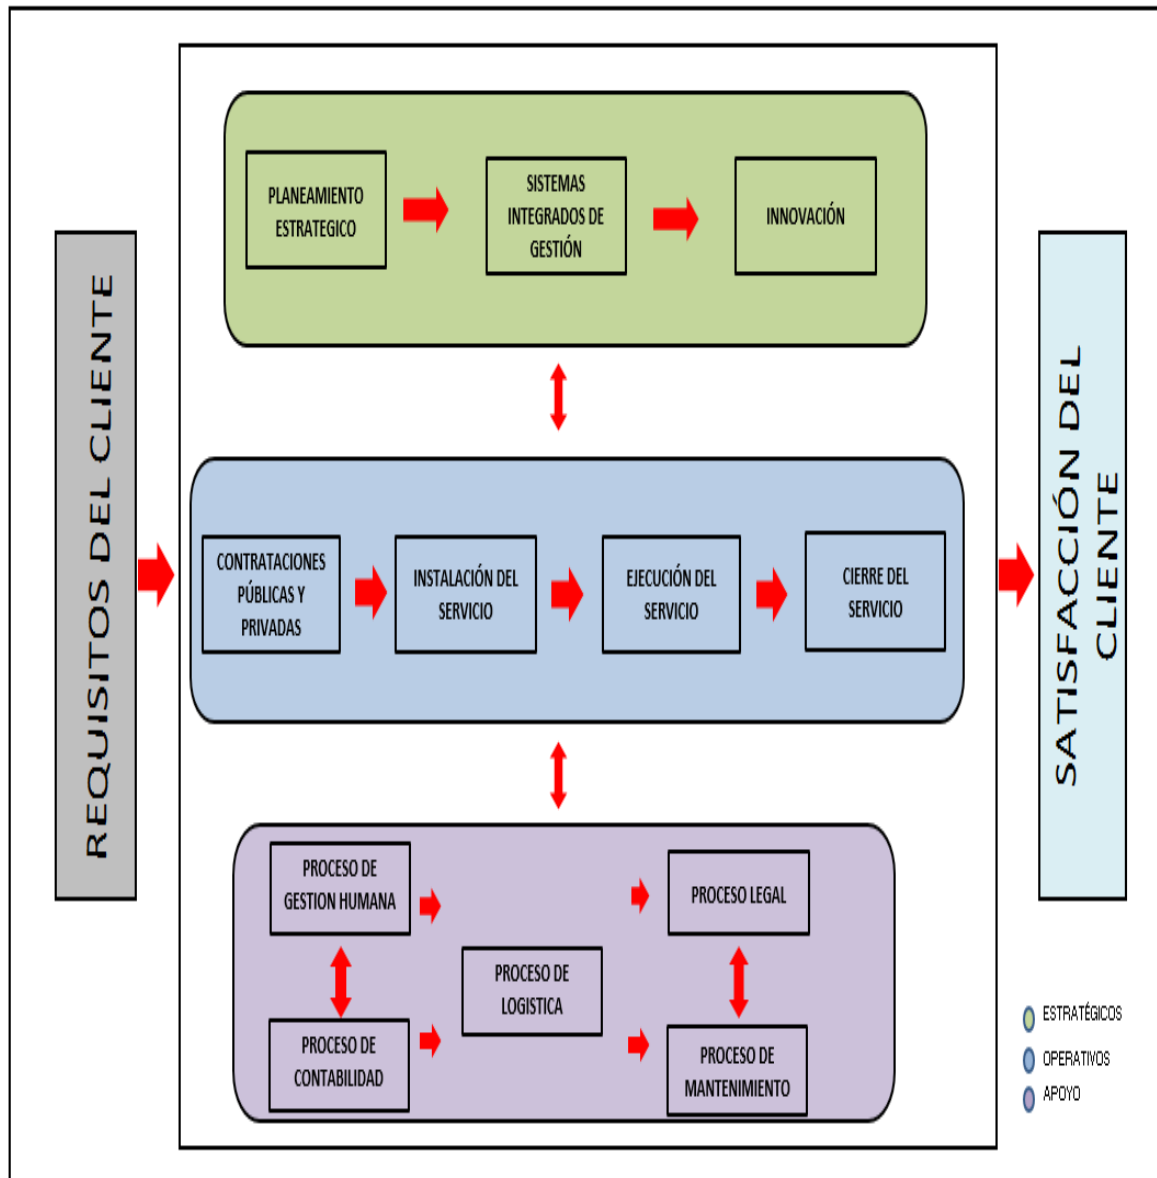 REQUISITOS DEL CLIENTE
PLANEAMIENTO
ESTRATEGICO
SISTEMAS
INTEGRADOS DE
GESTIÓN
INNOVACIÓN
CONTRATACIONES
PÚBLICAS Y
PRIVADAS
INSTALACIÓN DEL
SERVICIO
EJECUCIÓN DEL
SERVICIO
CIERRE DEL
SERVICIO
PROCESO DE
GESTION HUMANA
PROCESO DE
CONTABILIDAD
PROCESO DE
LOGISTICA
PROCESO LEGAL
PROCESO DE
MANTENIMIENTO
SATISFACCIÓN DEL
CLIENTE
ESTRATÉGICOS
OPERATIVOS
APOYO